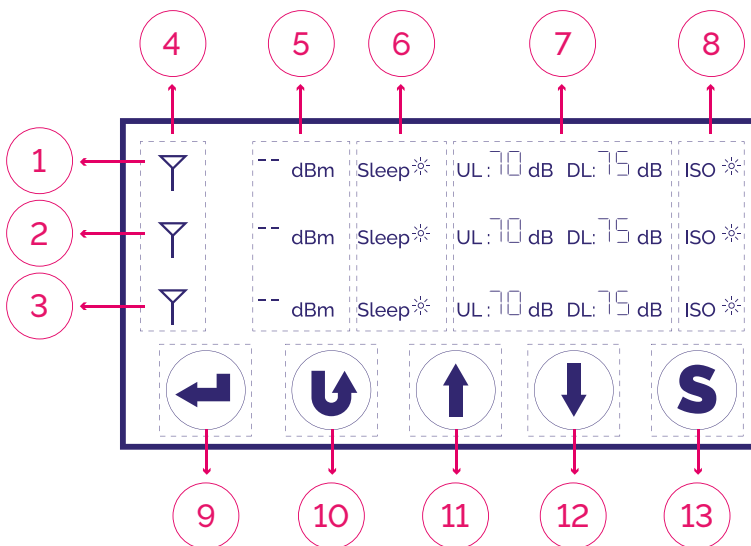 4 5 6 7 8
1 -- dBm Sleep UL: 70 dB DL: 75 dB ISO
2 -- dBm Sleep UL: 70 dB DL: 75 dB ISO
3 -- dBm Sleep UL: 70 dB DL: 75 dB ISO
S
9 10 11 12 13